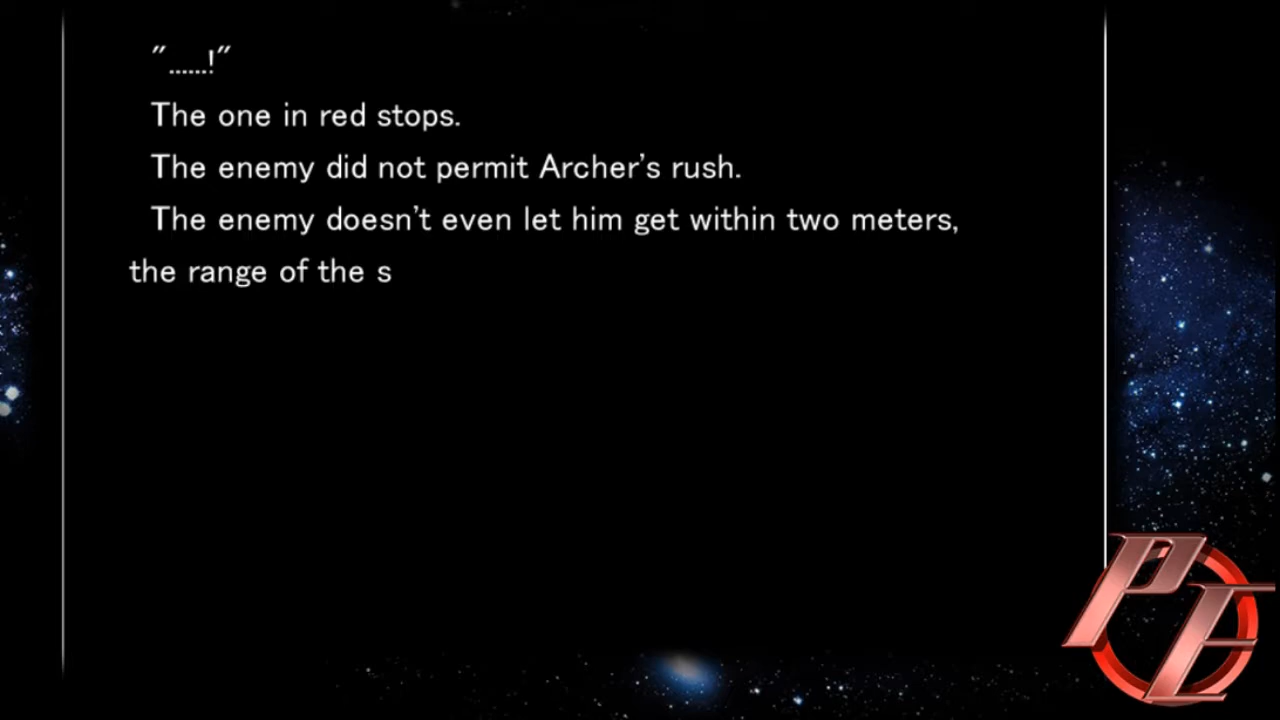 "......!"
The one in red stops.
The enemy did not permit Archer's rush.
The enemy doesn't even let him get within two meters,
the range of the s
PE